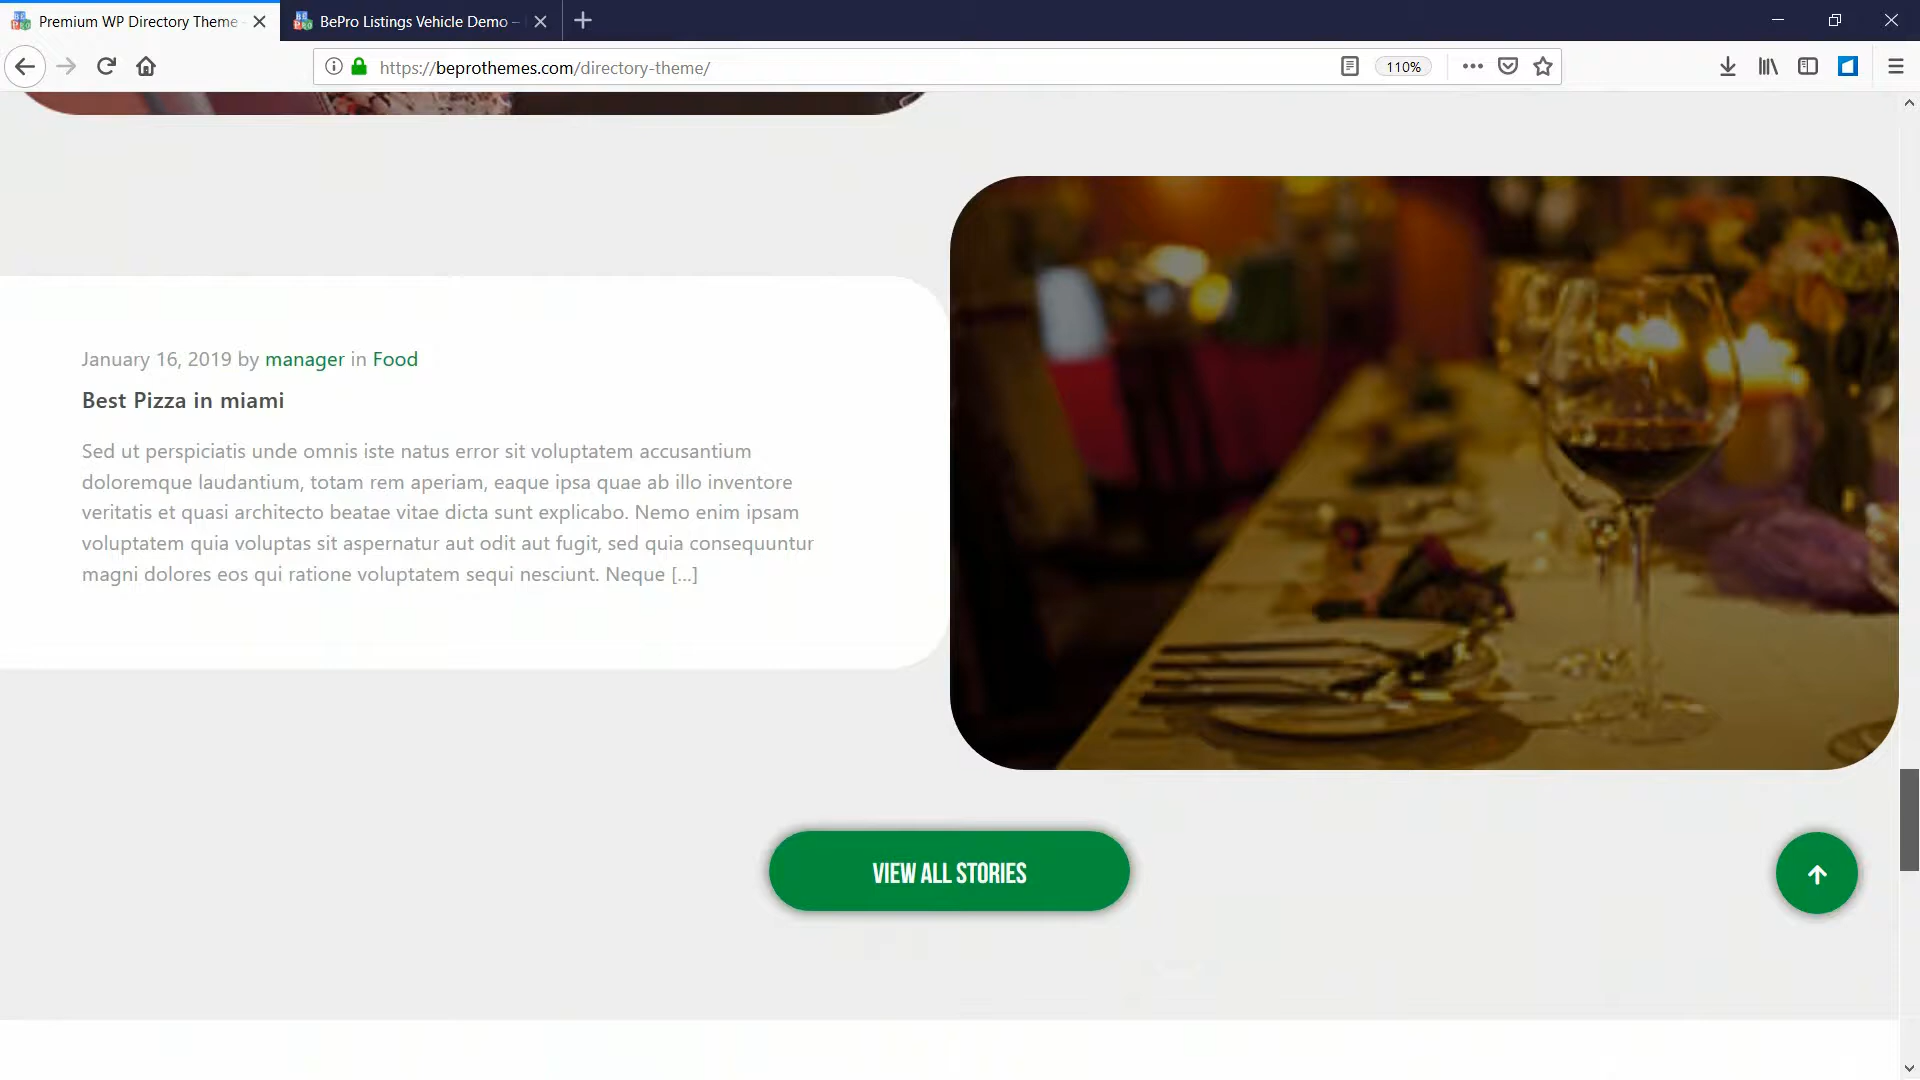 Premium WP Directory Theme -
BePro Listings Vehicle Demo –
https://beprothemes.com/directory-theme/
110%
January 16, 2019 by manager in Food
Best Pizza in miami
Sed ut perspiciatis unde omnis iste natus error sit voluptatem accusantium
doloremque laudantium, totam rem aperiam, eaque ipsa quae ab illo inventore
veritatis et quasi architecto beatae vitae dicta sunt explicabo. Nemo enim ipsam
voluptatem quia voluptas sit aspernatur aut odit aut fugit, sed quia consequuntur
magni dolores eos qui ratione voluptatem sequi nesciunt. Neque [...]
VIEW ALL STORIES